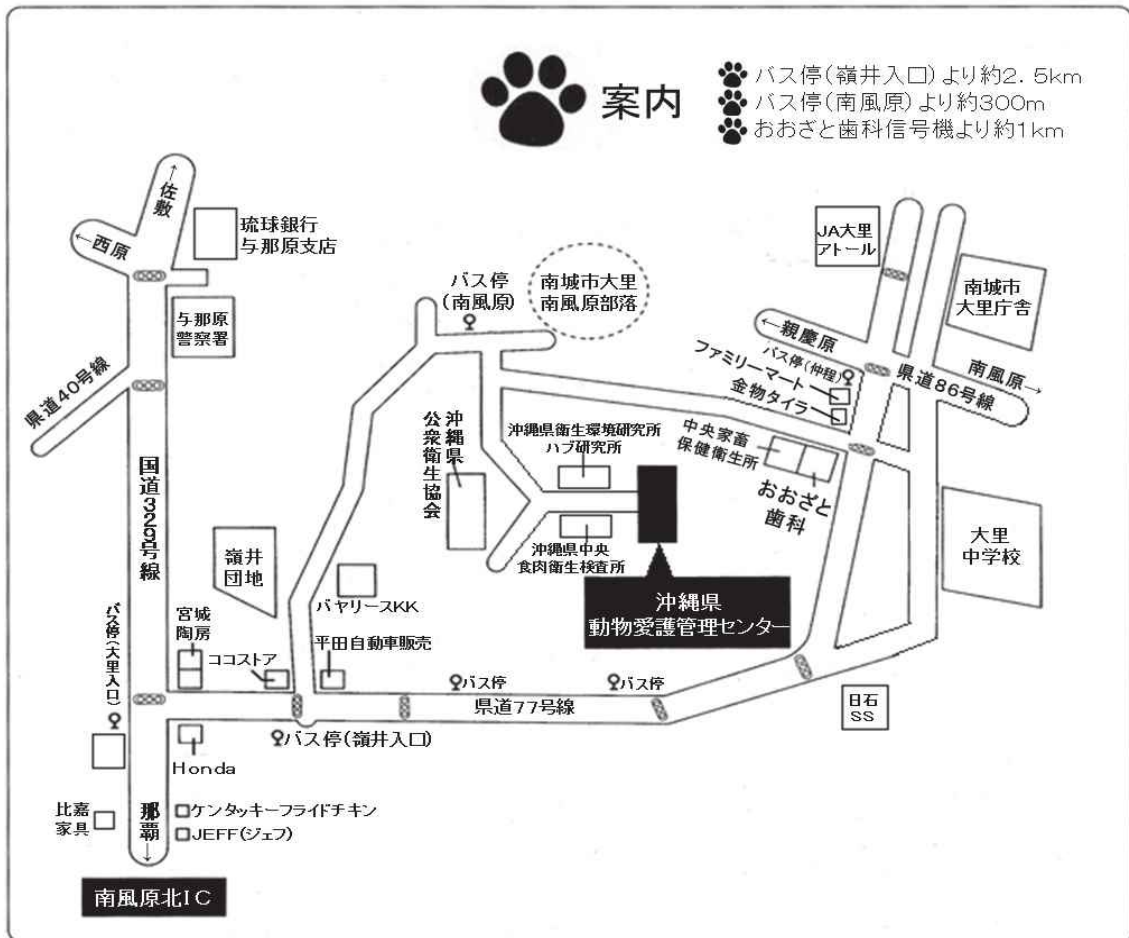 案内
バス停(嶺井入口)より約2.5km
バス停(南風原)より約300m
おおざと歯科信号機より約1km
↑佐敷
←西原
琉球銀行
与那原支店
与那原
警察署
県道40号線
国道329号線
バス停
(南風原)
南城市大里
南風原部落
JA大里
アトール
南城市
大里庁舎
←親慶原
バス停(仲程)
ファミリーマート
金物タイラ
県道86号線
南風原→
中央家畜
保健衛生所
おおざと
歯科
大里
中学校
沖縄県
公衆衛生協会
沖縄県衛生環境研究所
ハブ研究所
沖縄県中央
食肉衛生検査所
沖縄県
動物愛護管理センター
嶺井
団地
バヤリースKK
宮城
陶房
ココストア
平田自動車販売
バス停(大里入口)
バス停
バス停
県道77号線
日石
SS
バス停(嶺井入口)
Honda
比嘉
家具
那覇→
ケンタッキーフライドチキン
JEFF(ジェフ)
南風原北IC